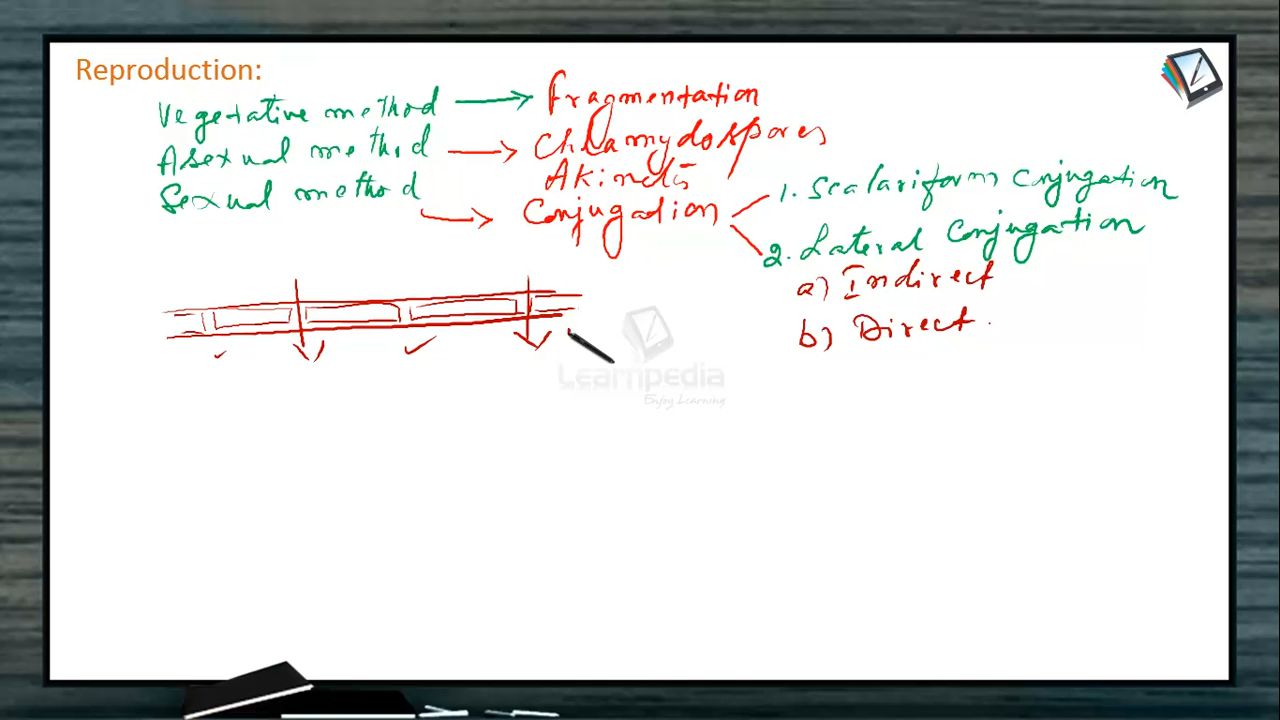 Reproduction:
Vegetative method → Fragmentation
Asexual method → Chlamydospores
Akinets
Sexual method → Conjugation
1. Scalariform Conjugation
2. Lateral Conjugation
a) Indirect
b) Direct.
Learnpedia
Enjoy Learning